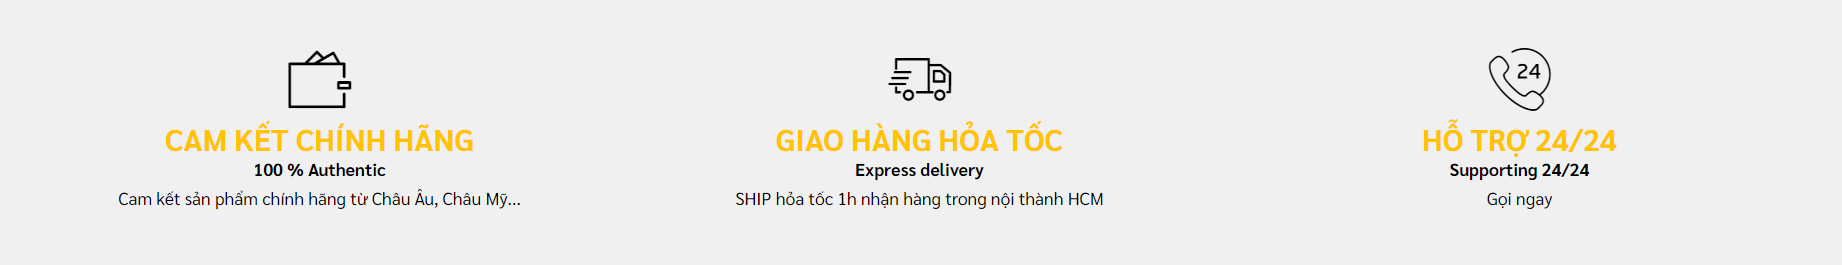 CAM KẾT CHÍNH HÃNG
100 % Authentic
Cam kết sản phẩm chính hãng từ Châu Âu, Châu Mỹ...
GIAO HÀNG HỎA TỐC
Express delivery
SHIP hỏa tốc 1h nhận hàng trong nội thành HCM
24
HỖ TRỢ 24/24
Supporting 24/24
Gọi ngay